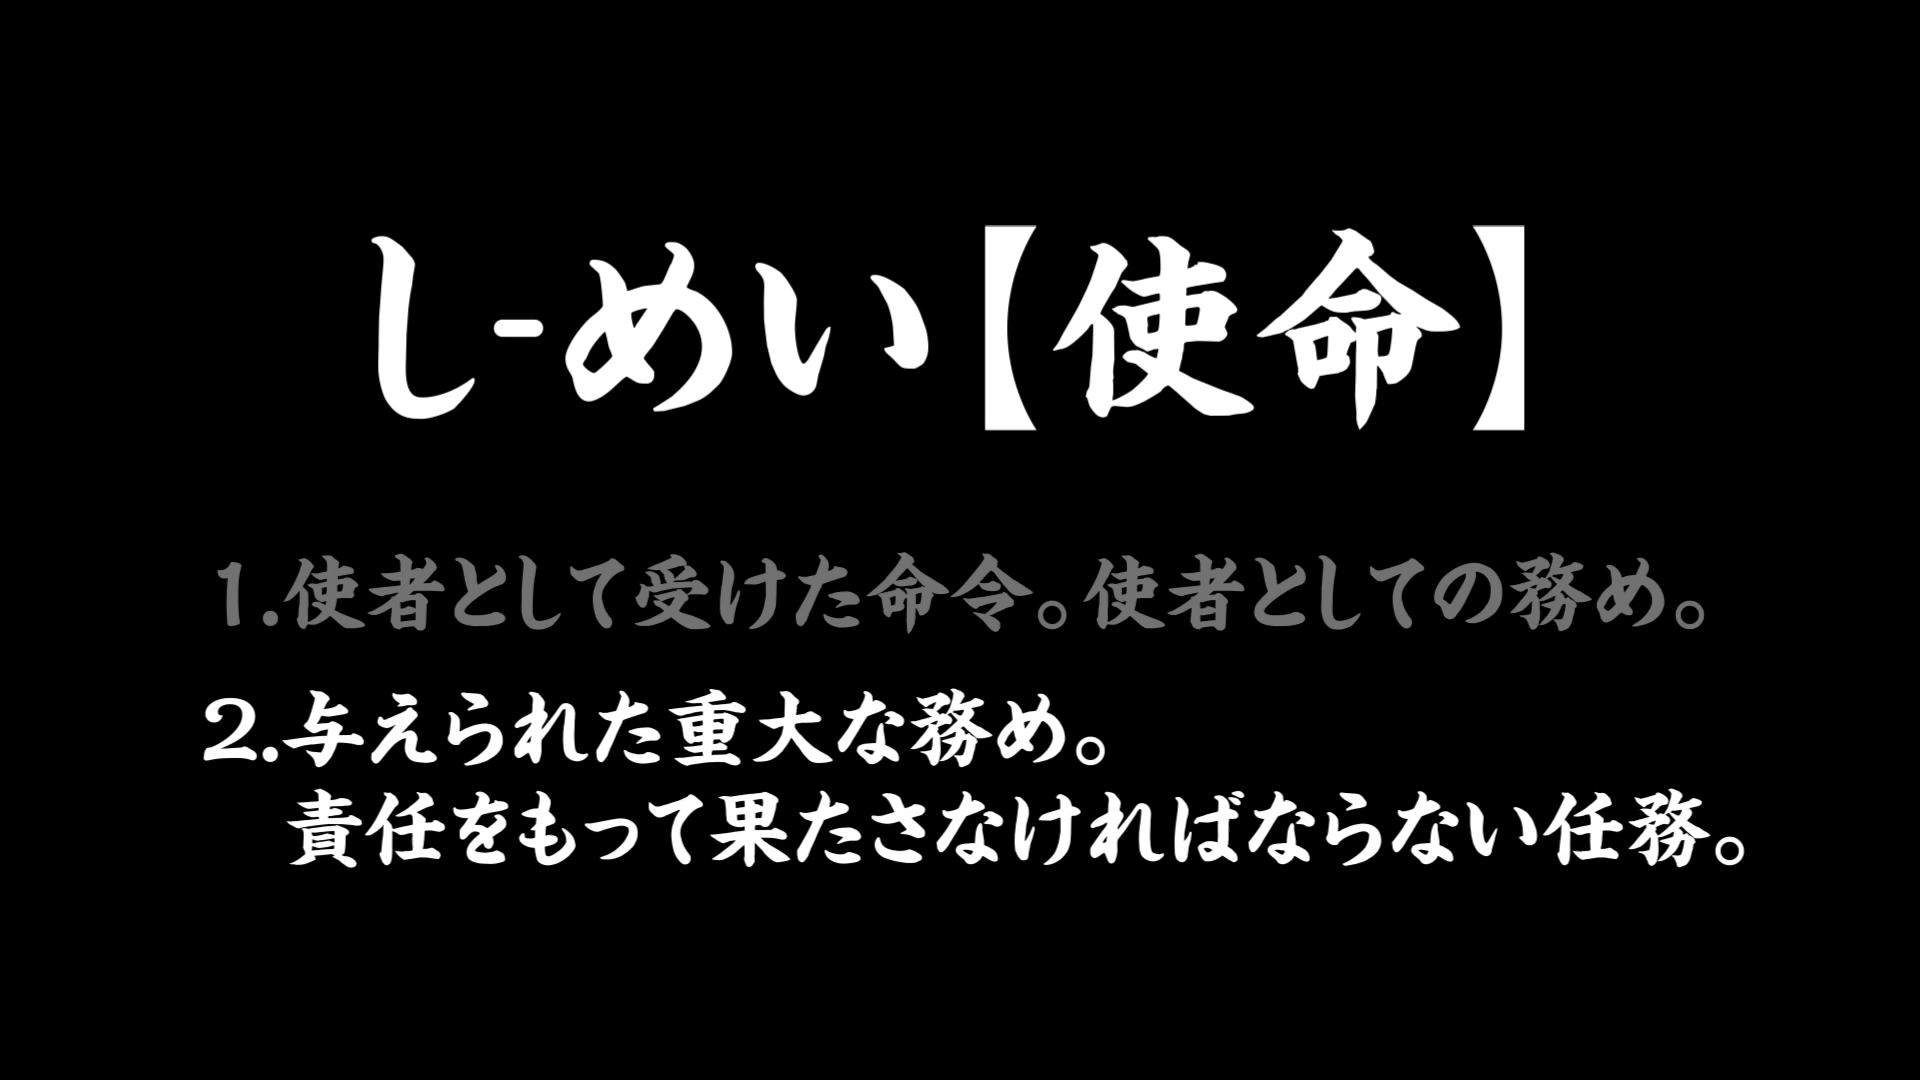 し-めい【使命】
1.使者として受けた命令。使者としての務め。
2.与えられた重大な務め。
責任をもって果たさなければならない任務。